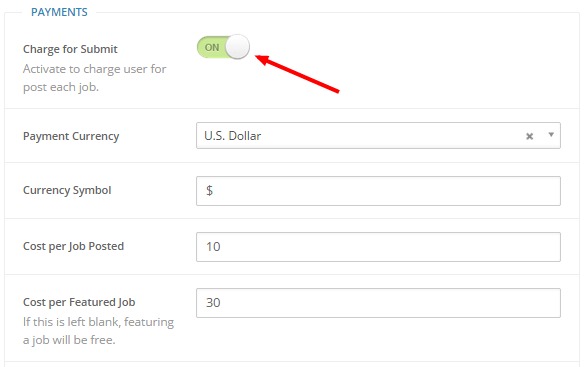 PAYMENTS
Charge for Submit
ON
Activate to charge user for
post each job.
Payment Currency
U.S. Dollar
Currency Symbol
$
Cost per Job Posted
10
Cost per Featured Job
30
If this is left blank, featuring
a job will be free.